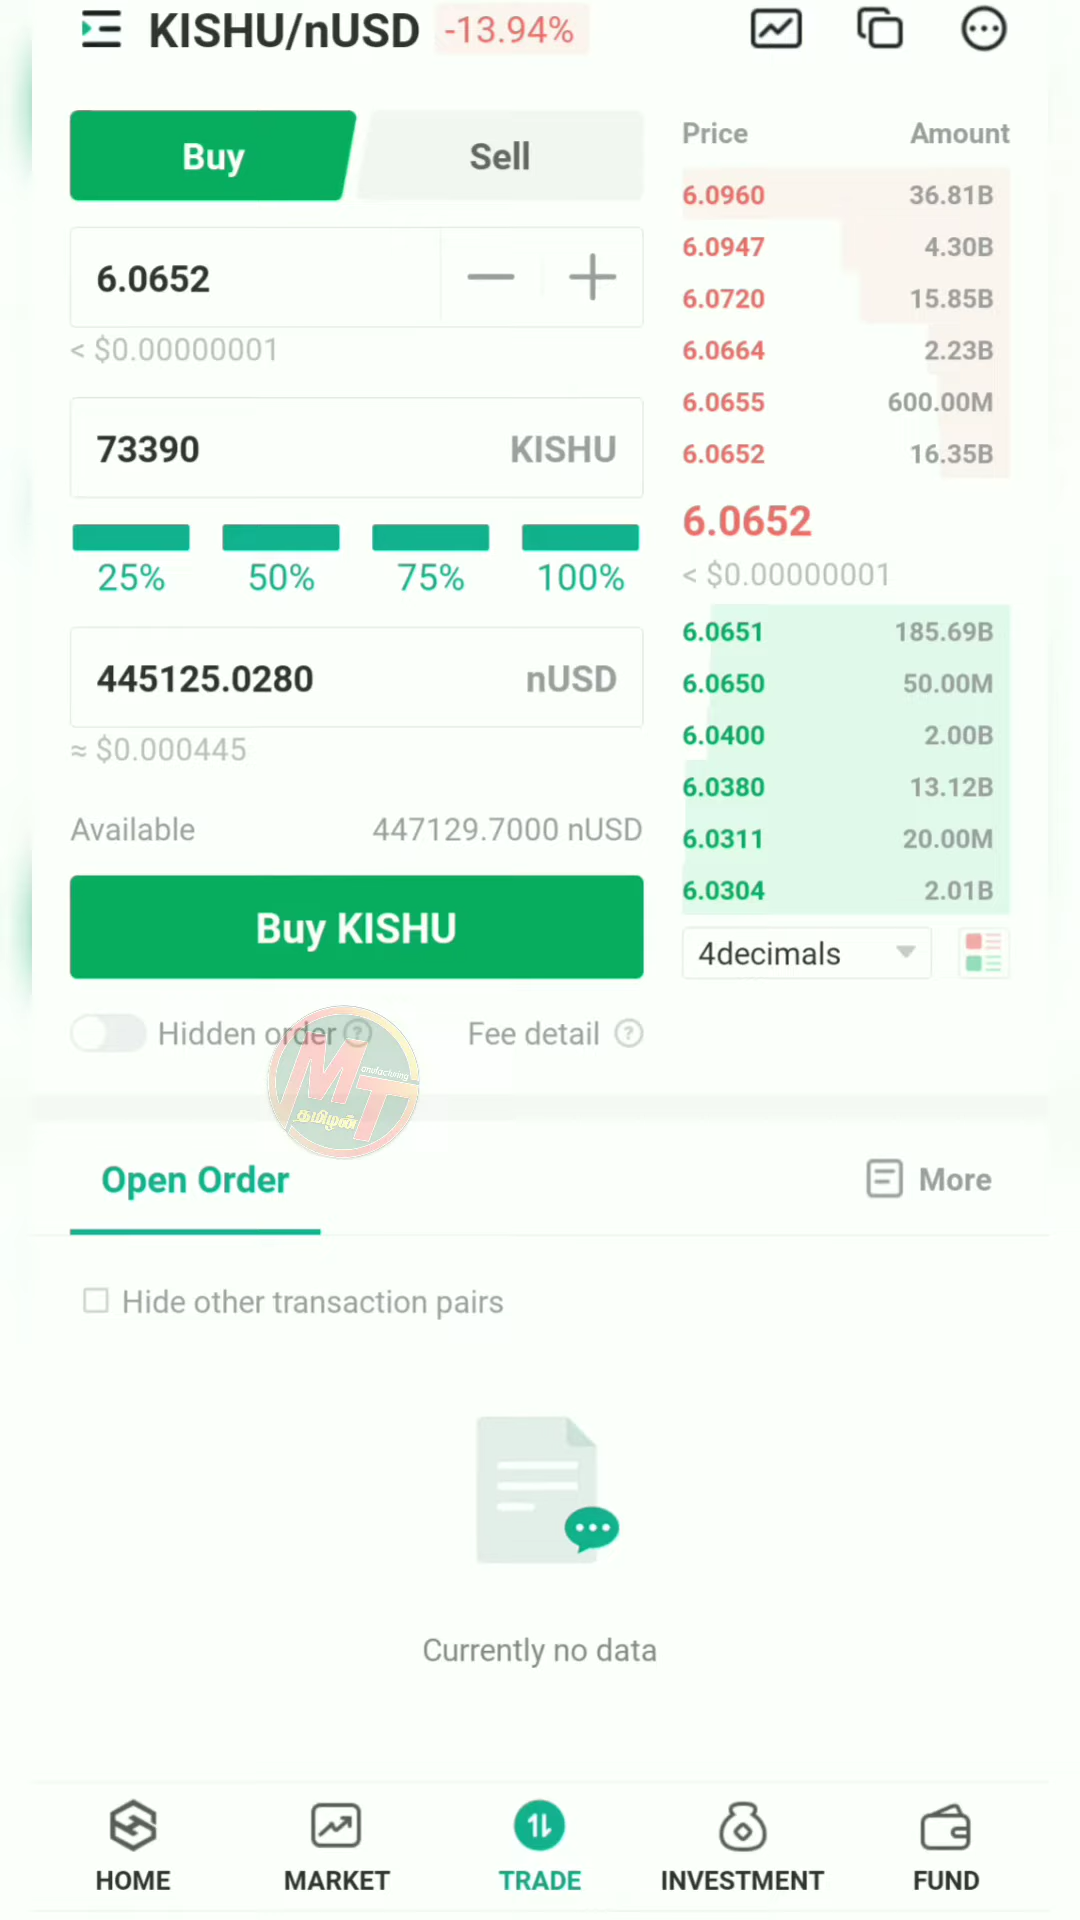 KISHU/nUSD -13.94%
Buy
Sell
6.0652
< $0.00000001
73390 KISHU
25% 50% 75% 100%
445125.0280 nUSD
≈ $0.000445
Available 447129.7000 nUSD
Buy KISHU
Hidden order ?
Fee detail ?
Price Amount
6.0960 36.81B
6.0947 4.30B
6.0720 15.85B
6.0664 2.23B
6.0655 600.00M
6.0652 16.35B
6.0652
< $0.00000001
6.0651 185.69B
6.0650 50.00M
6.0400 2.00B
6.0380 13.12B
6.0311 20.00M
6.0304 2.01B
4decimals
MT
anufacturing
தமிழன்
Open Order
More
Hide other transaction pairs
Currently no data
HOME MARKET TRADE INVESTMENT FUND